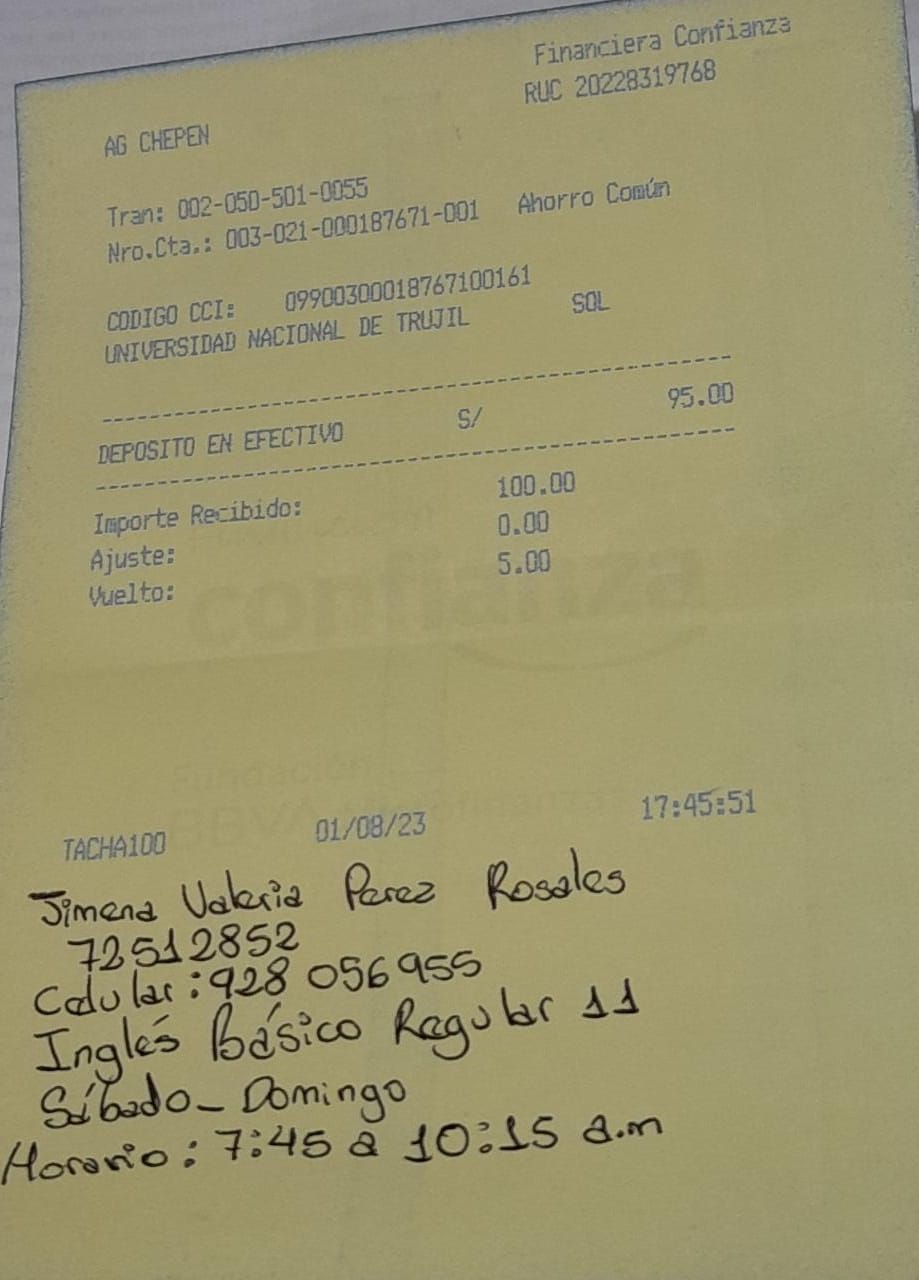 Financiera Confianza
RUC 20228319768
AG CHEPEN
Tran: 002-050-501-0055
Nro.Cta.: 003-021-000187671-001 Ahorro Común
CODIGO CCI: 09900300018767100161
UNIVERSIDAD NACIONAL DE TRUJIL SOL
DEPOSITO EN EFECTIVO S/ 95.00
Importe Recibido: 100.00
Ajuste: 0.00
Vuelto: 5.00
confianza
Fundación
TACHA100 01/08/23 17:45:51
Jimena Valeria Perez Rosales
72512852
Celular: 928 056955
Inglés Básico Regular 11
Sábado - Domingo
Horario: 7:45 a 10:15 a.m